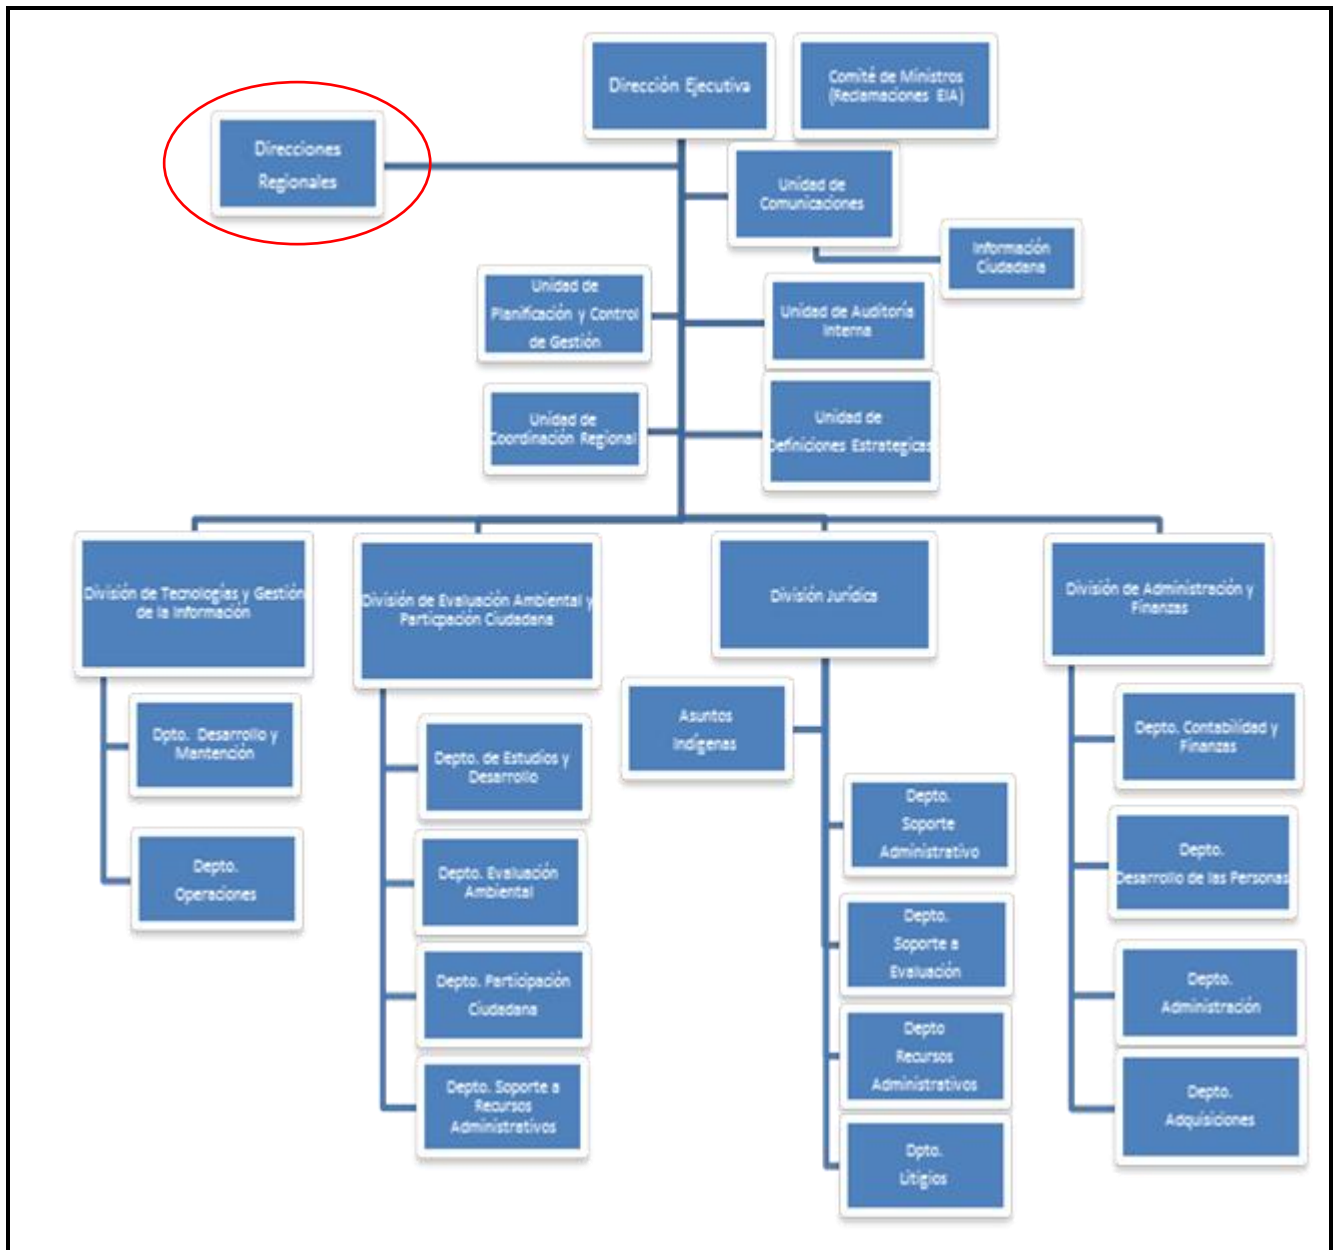 Dirección Ejecutiva
Comité de Ministros
(Reclamaciones EIA)
Direcciones
Regionales
Unidad de
Comunicaciones
Información
Ciudadana
Unidad de
Planificación y Control
de Gestión
Unidad de Auditoría
Interna
Unidad de
Coordinación Regional
Unidad de
Definiciones Estrategicas
División de Tecnologías y Gestión
de la Información
División de Evaluación Ambiental y
Particpación Ciudadana
División Jurídica
División de Administración y
Finanzas
Dpto. Desarrollo y
Mantención
Depto.
Operaciones
Depto. de Estudios y
Desarrollo
Depto. Evaluación
Ambiental
Depto. Participación
Ciudadana
Depto. Soporte a
Recursos
Administrativos
Asuntos
Indígenas
Depto.
Soporte
Administrativo
Depto.
Soporte a
Evaluación
Depto
Recursos
Administrativos
Dpto.
Litigios
Depto. Contabilidad y
Finanzas
Depto.
Desarrollo de las Personas
Depto.
Administración
Depto.
Adquisiciones